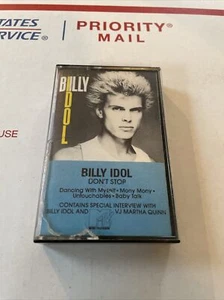 STATES
SERVICE®
PRIORITY®
MAIL
USE
BILLY
IDOL
BILLY IDOL
DON'T STOP
Dancing With Myself • Mony Mony •
Untouchables • Baby Talk
CONTAINS SPECIAL INTERVIEW WITH
BILLY IDOL AND VJ MARTHA QUINN